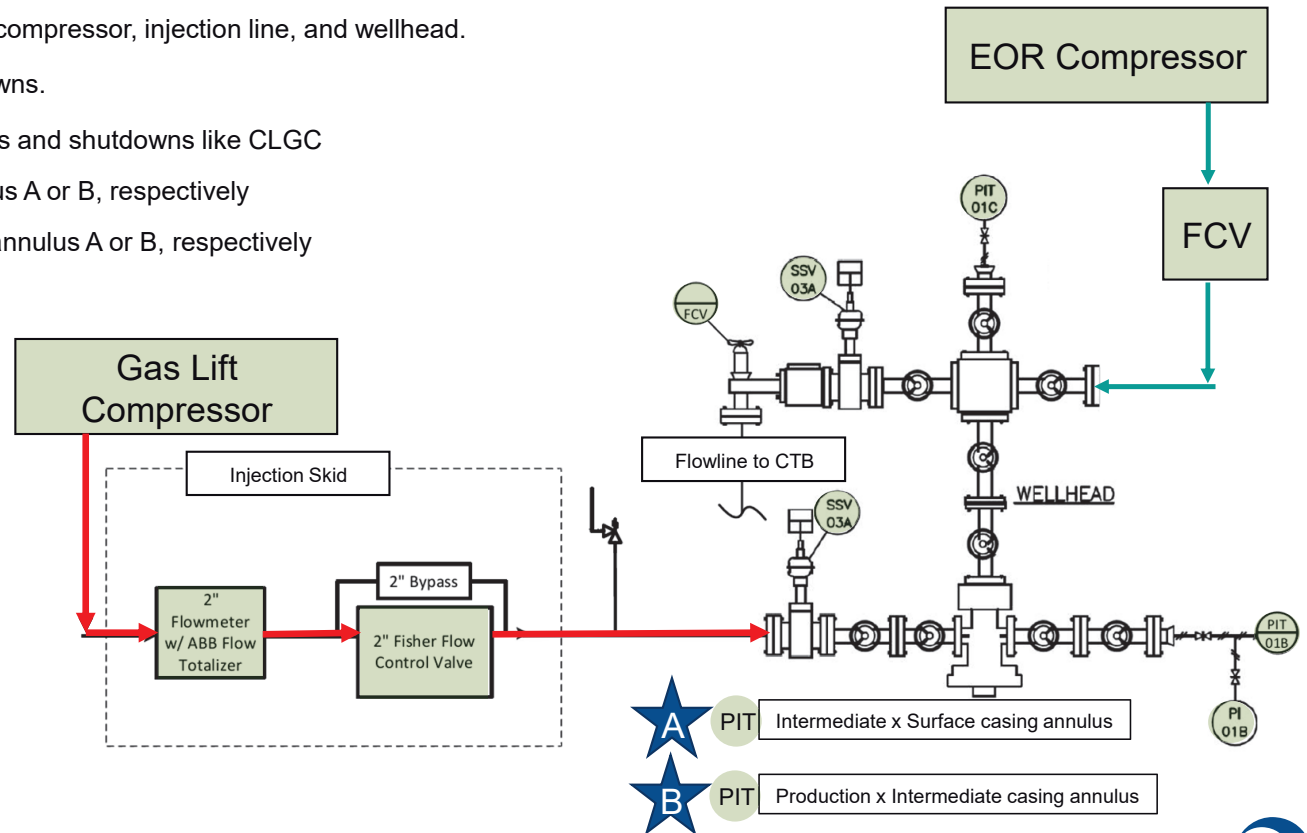 compressor, injection line, and wellhead.
wns.
s and shutdowns like CLGC
us A or B, respectively
annulus A or B, respectively
EOR Compressor
FCV
PIT
01C
SSV
03A
FCV
Gas Lift
Compressor
Injection Skid
Flowline to CTB
WELLHEAD
SSV
03A
2" Bypass
2"
Flowmeter
w/ ABB Flow
Totalizer
2" Fisher Flow
Control Valve
PIT
01B
PI
01B
A PIT Intermediate x Surface casing annulus
B PIT Production x Intermediate casing annulus